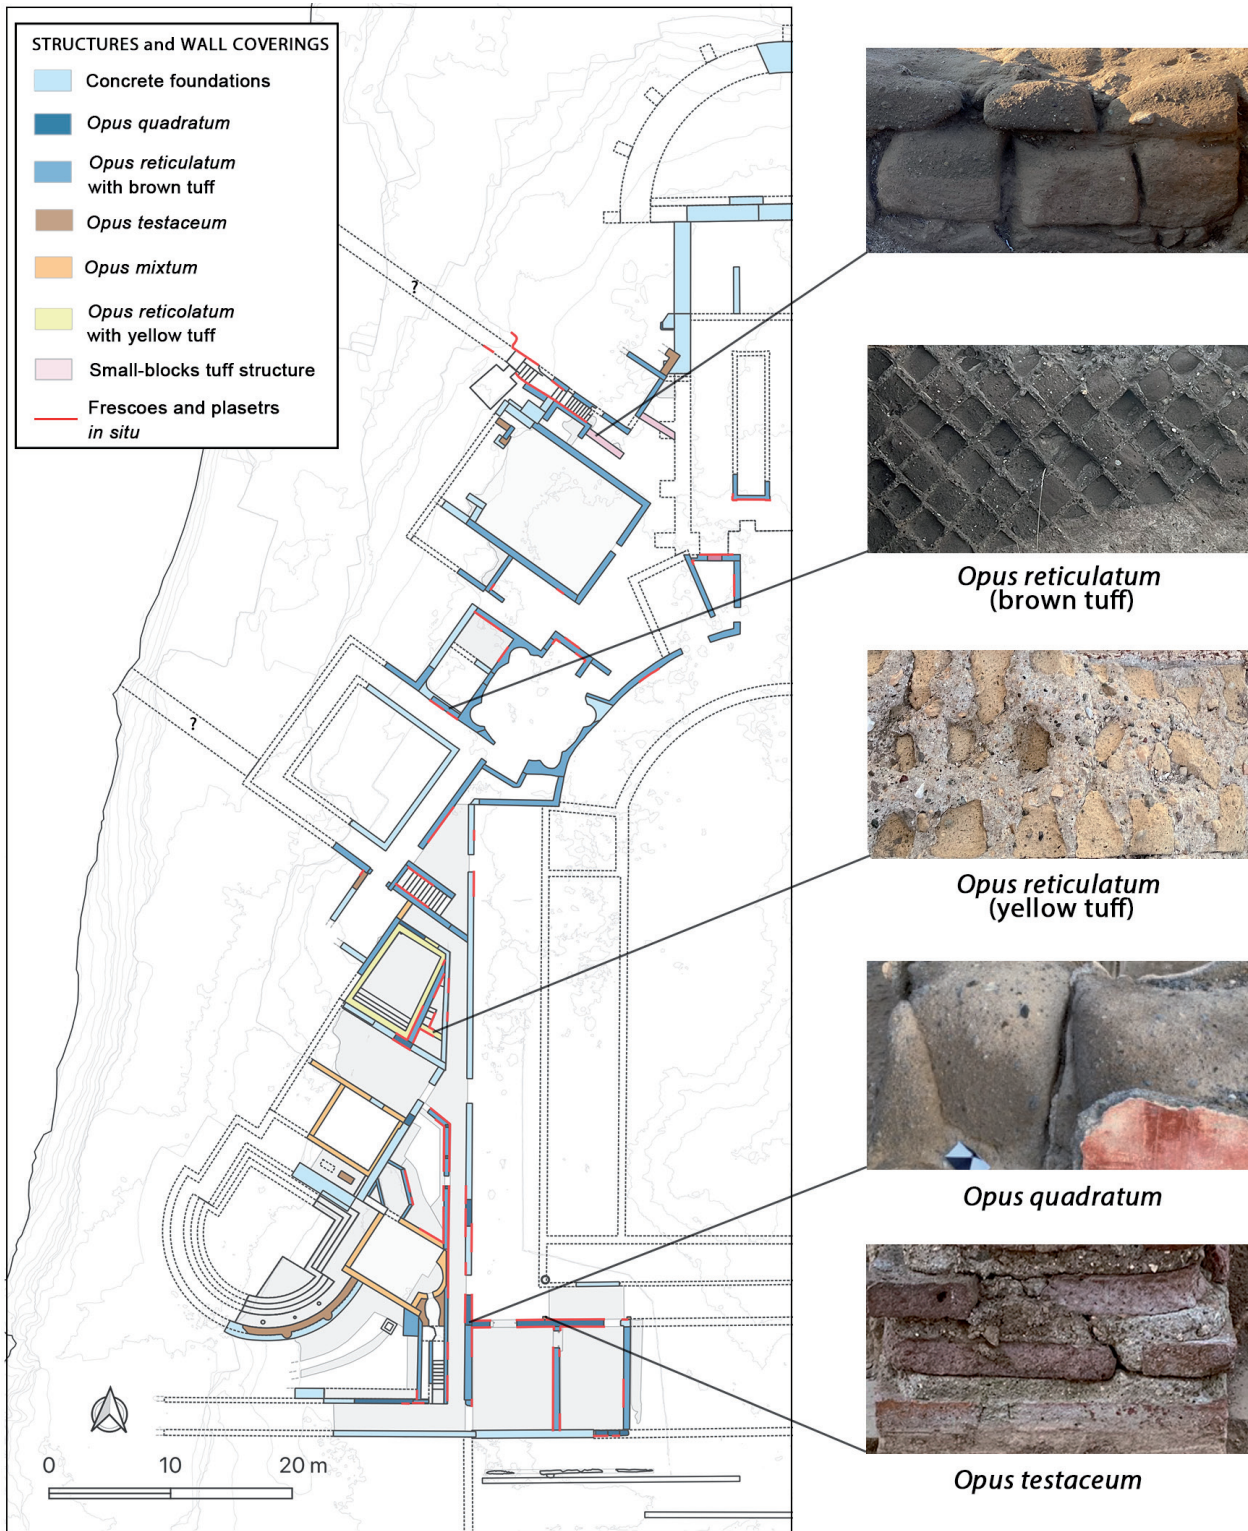 STRUCTURES and WALL COVERINGS
Concrete foundations
Opus quadratum
Opus reticulatum
with brown tuff
Opus testaceum
Opus mixtum
Opus reticolatum
with yellow tuff
Small-blocks tuff structure
Frescoes and plasetrs
in situ
?
?
0 10 20 m
Opus reticulatum
(brown tuff)
Opus reticulatum
(yellow tuff)
Opus quadratum
Opus testaceum